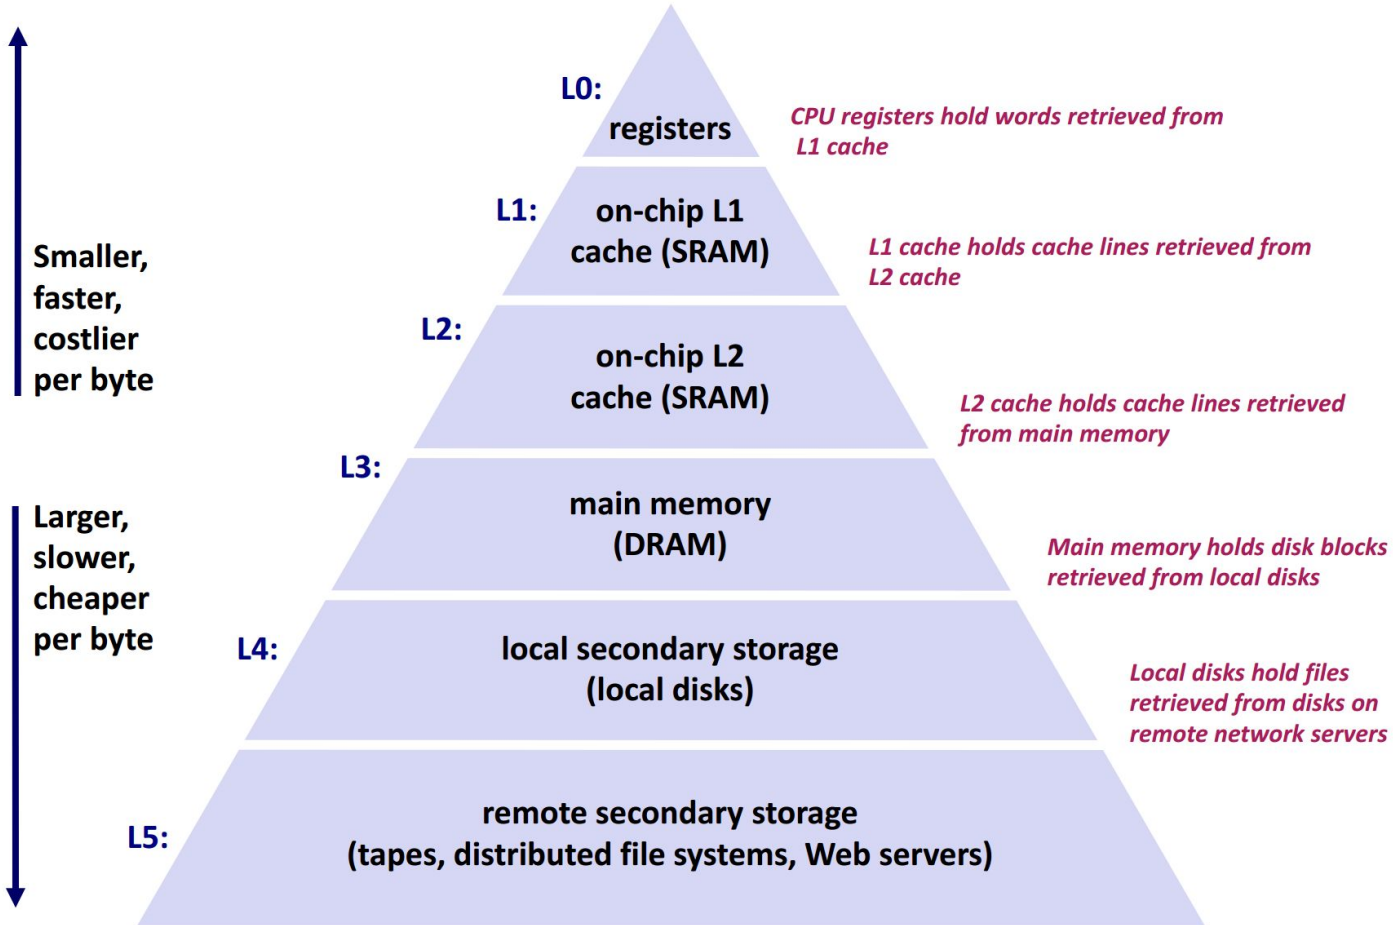 L0:
registers
CPU registers hold words retrieved from
L1 cache
L1:
on-chip L1
cache (SRAM)
L1 cache holds cache lines retrieved from
L2 cache
Smaller,
faster,
costlier
per byte
L2:
on-chip L2
cache (SRAM)
L2 cache holds cache lines retrieved
from main memory
L3:
main memory
(DRAM)
Main memory holds disk blocks
retrieved from local disks
Larger,
slower,
cheaper
per byte
L4:
local secondary storage
(local disks)
Local disks hold files
retrieved from disks on
remote network servers
L5:
remote secondary storage
(tapes, distributed file systems, Web servers)